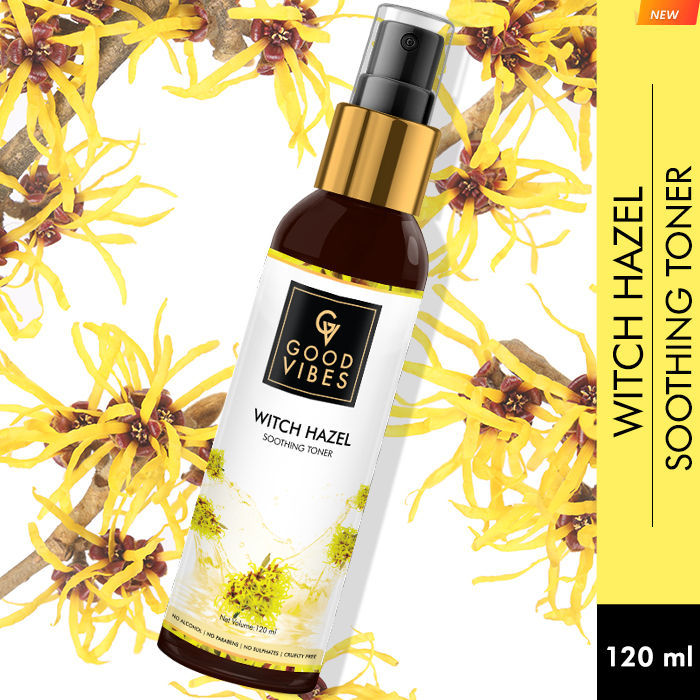 NEW
GV
GOOD
VIBES
WITCH HAZEL
SOOTHING TONER
Net Volume:120 ml
NO ALCOHOL | NO PARABENS | NO SULPHATES | CRUELTY FREE
WITCH HAZEL
SOOTHING TONER
120 ml